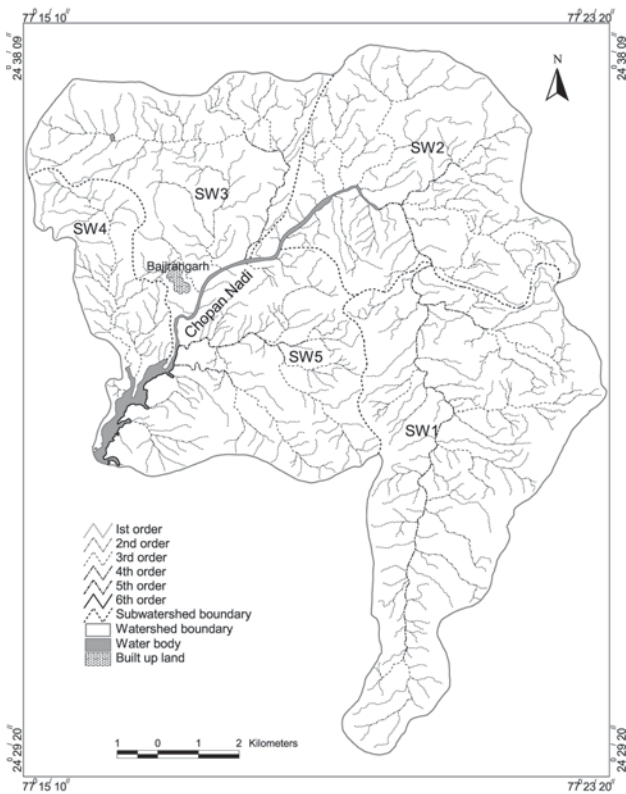 77° 15' 10"
77° 23' 20"
24° 38' 09"
24° 38' 09"
N
SW2
SW3
SW4
Bajjrangarh
Chopan Nadi
SW5
SW1
Ist order
2nd order
3rd order
4th order
5th order
6th order
Subwatershed boundary
Watershed boundary
Water body
Built up land
1 0 1 2 Kilometers
24° 29' 20"
24° 29' 20"
77° 15' 10"
77° 23' 20"